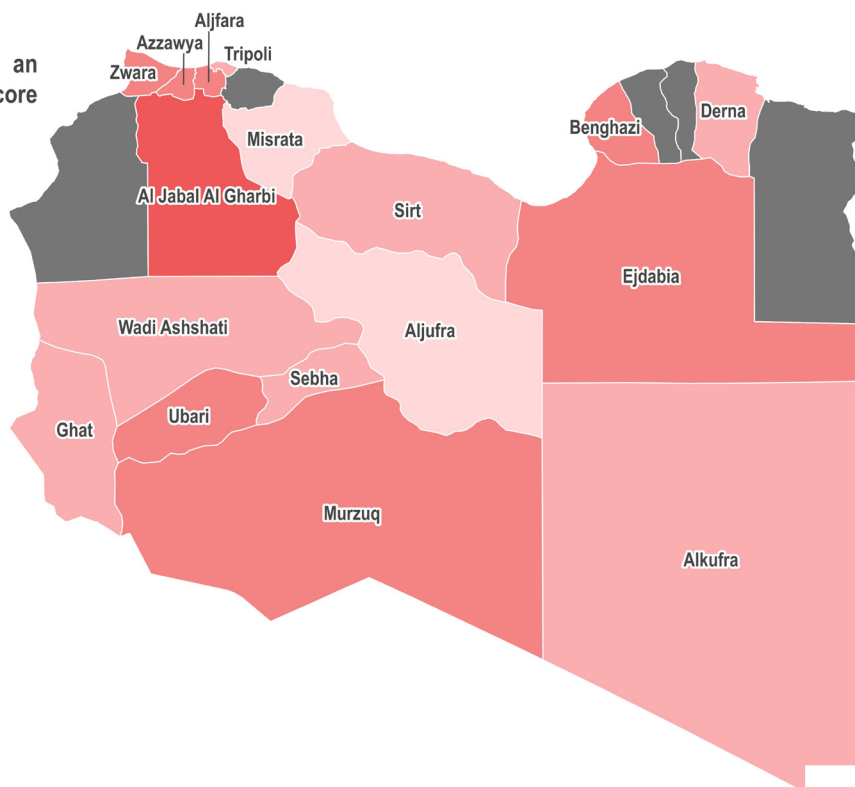 an
core
Aljfara
Azzawya
Tripoli
Zwara
Misrata
Al Jabal Al Gharbi
Sirt
Benghazi
Derna
Ejdabia
Wadi Ashshati
Aljufra
Sebha
Ubari
Ghat
Murzuq
Alkufra